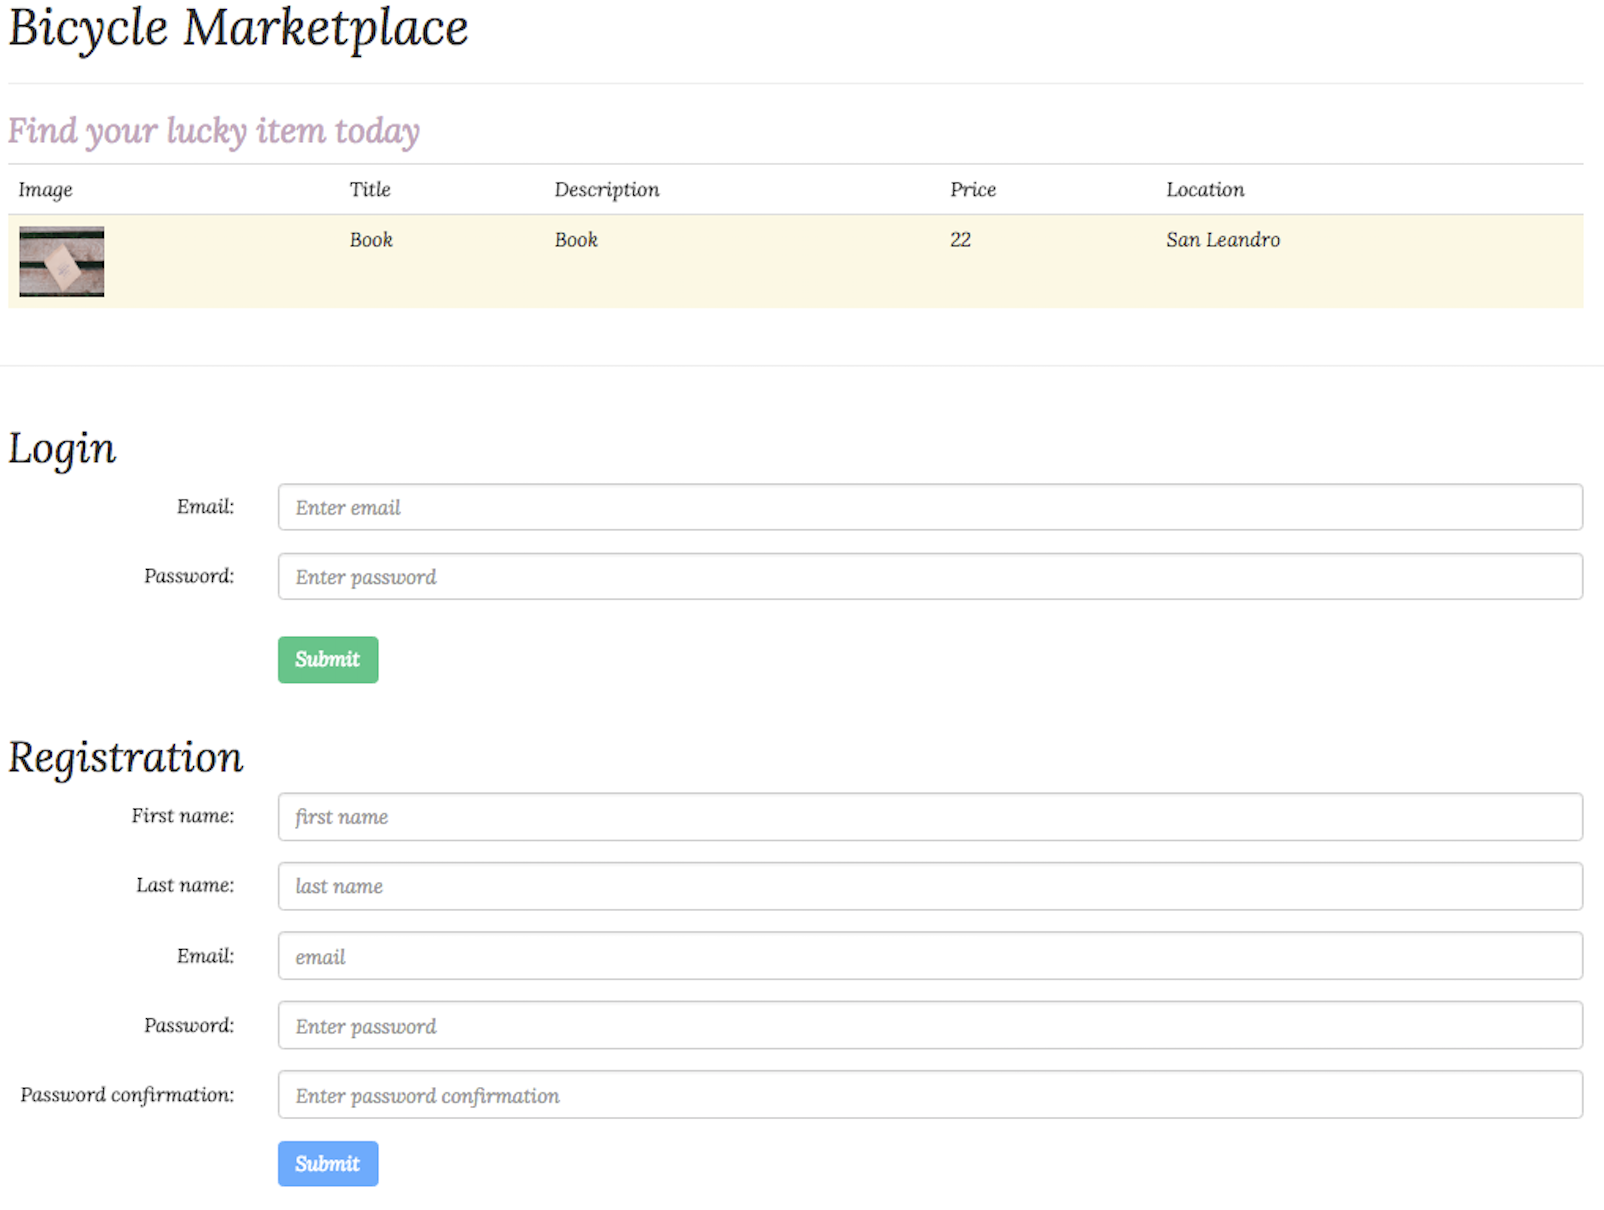 Bicycle Marketplace
Find your lucky item today
Image Title Description Price Location
Book Book 22 San Leandro
Login
Email: Enter email
Password: Enter password
Submit
Registration
First name: first name
Last name: last name
Email: email
Password: Enter password
Password confirmation: Enter password confirmation
Submit